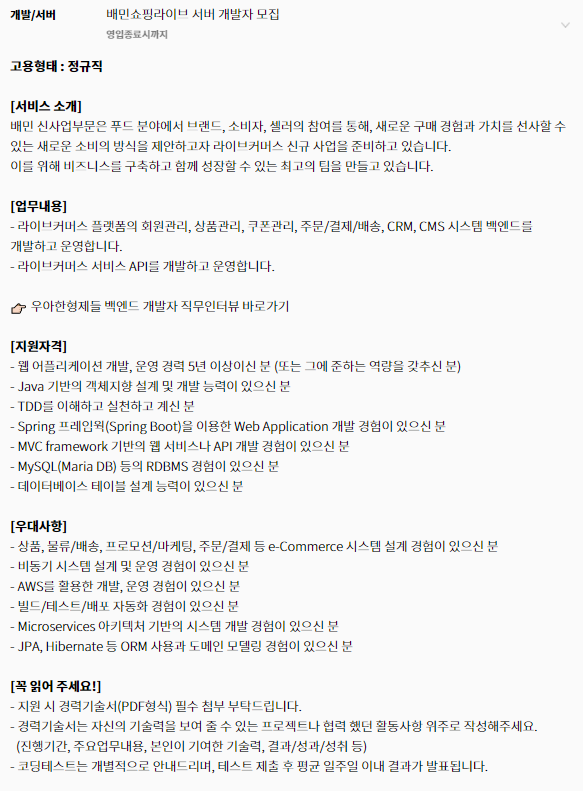 개발/서버 배민쇼핑라이브 서버 개발자 모집
영업종료시까지
고용형태 : 정규직
[서비스 소개]
배민 신사업부문은 푸드 분야에서 브랜드, 소비자, 셀러의 참여를 통해, 새로운 구매 경험과 가치를 선사할 수
있는 새로운 소비의 방식을 제안하고자 라이브커머스 신규 사업을 준비하고 있습니다.
이를 위해 비즈니스를 구축하고 함께 성장할 수 있는 최고의 팀을 만들고 있습니다.
[업무내용]
- 라이브커머스 플랫폼의 회원관리, 상품관리, 쿠폰관리, 주문/결제/배송, CRM, CMS 시스템 백엔드를
개발하고 운영합니다.
- 라이브커머스 서비스 API를 개발하고 운영합니다.
👉 우아한형제들 백엔드 개발자 직무인터뷰 바로가기
[지원자격]
- 웹 어플리케이션 개발, 운영 경력 5년 이상이신 분 (또는 그에 준하는 역량을 갖추신 분)
- Java 기반의 객체지향 설계 및 개발 능력이 있으신 분
- TDD를 이해하고 실천하고 계신 분
- Spring 프레임웍(Spring Boot)을 이용한 Web Application 개발 경험이 있으신 분
- MVC framework 기반의 웹 서비스나 API 개발 경험이 있으신 분
- MySQL(Maria DB) 등의 RDBMS 경험이 있으신 분
- 데이터베이스 테이블 설계 능력이 있으신 분
[우대사항]
- 상품, 물류/배송, 프로모션/마케팅, 주문/결제 등 e-Commerce 시스템 설계 경험이 있으신 분
- 비동기 시스템 설계 및 운영 경험이 있으신 분
- AWS를 활용한 개발, 운영 경험이 있으신 분
- 빌드/테스트/배포 자동화 경험이 있으신 분
- Microservices 아키텍처 기반의 시스템 개발 경험이 있으신 분
- JPA, Hibernate 등 ORM 사용과 도메인 모델링 경험이 있으신 분
[꼭 읽어 주세요!]
- 지원 시 경력기술서(PDF형식) 필수 첨부 부탁드립니다.
- 경력기술서는 자신의 기술력을 보여 줄 수 있는 프로젝트나 협력 했던 활동사항 위주로 작성해주세요.
(진행기간, 주요업무내용, 본인이 기여한 기술력, 결과/성과/성취 등)
- 코딩테스트는 개별적으로 안내드리며, 테스트 제출 후 평균 일주일 이내 결과가 발표됩니다.